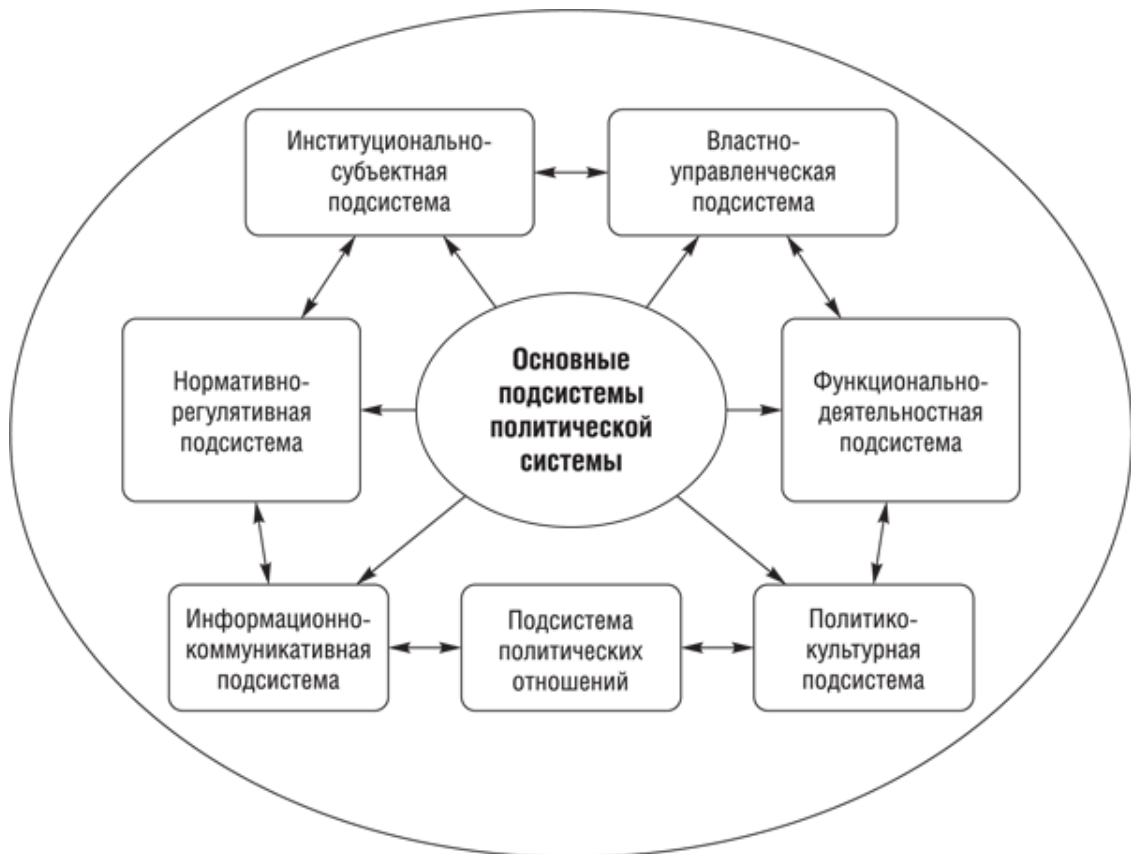 Институционально-
субъектная
подсистема
Властно-
управленческая
подсистема
Нормативно-
регулятивная
подсистема
Основные
подсистемы
политической
системы
Функционально-
деятельностная
подсистема
Информационно-
коммуникативная
подсистема
Подсистема
политических
отношений
Политико-
культурная
подсистема